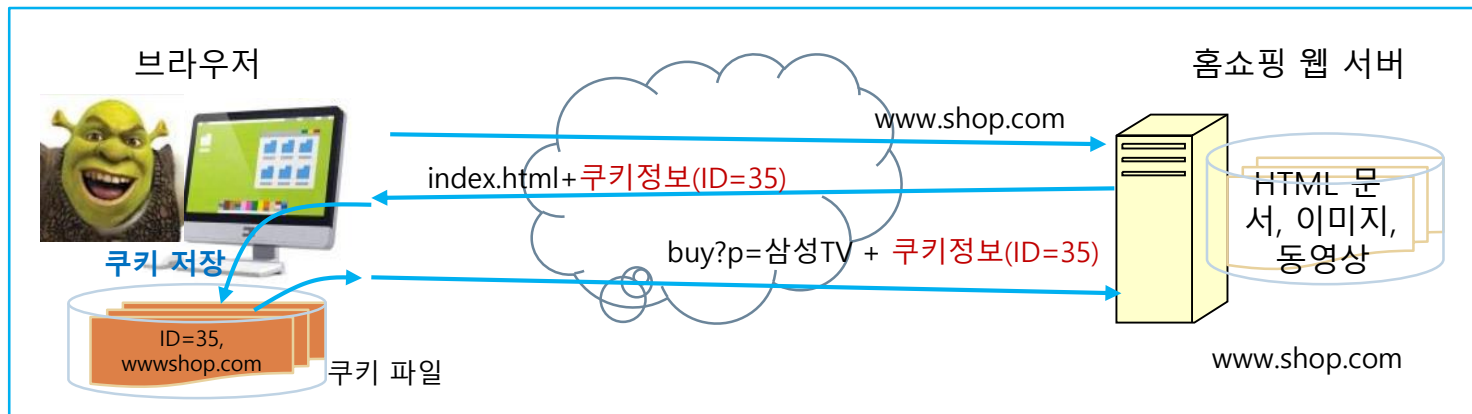 브라우저
홈쇼핑 웹 서버
www.shop.com
index.html+쿠키정보(ID=35)
HTML 문
서, 이미지,
동영상
buy?p=삼성TV + 쿠키정보(ID=35)
쿠키 저장
ID=35,
wwwshop.com
쿠키 파일
www.shop.com